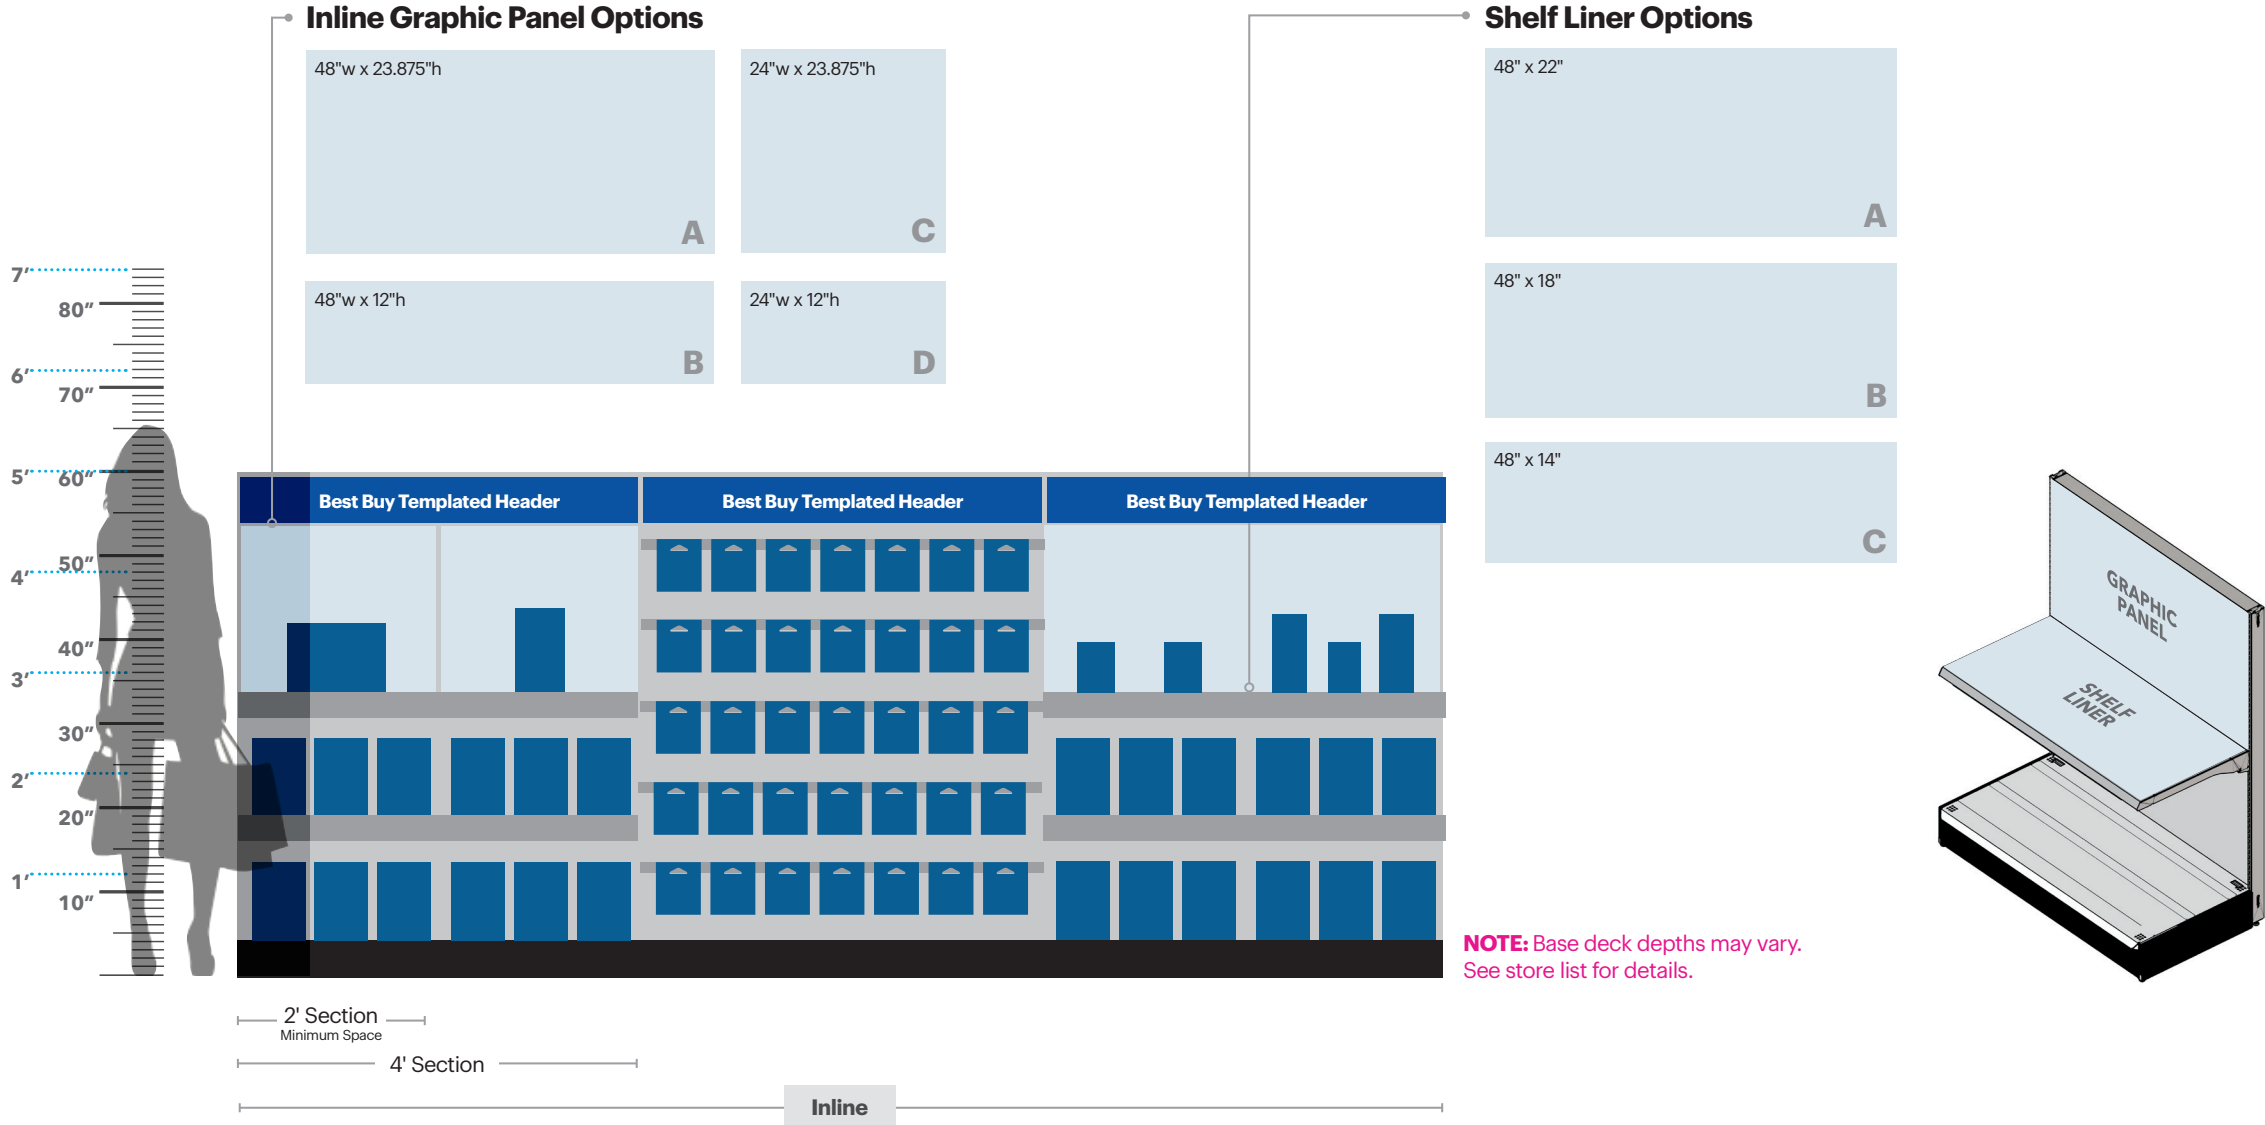 Inline Graphic Panel Options
48"w x 23.875"h
A
24"w x 23.875"h
C
48"w x 12"h
B
24"w x 12"h
D
Shelf Liner Options
48" x 22"
A
48" x 18"
B
48" x 14"
C
7’
80”
6’
70”
5’
60”
50”
4’
40”
3’
30”
2’
20”
1’
10”
Best Buy Templated Header
Best Buy Templated Header
Best Buy Templated Header
GRAPHIC
PANEL
SHELF
LINER
NOTE: Base deck depths may vary.
See store list for details.
2' Section
Minimum Space
4' Section
Inline